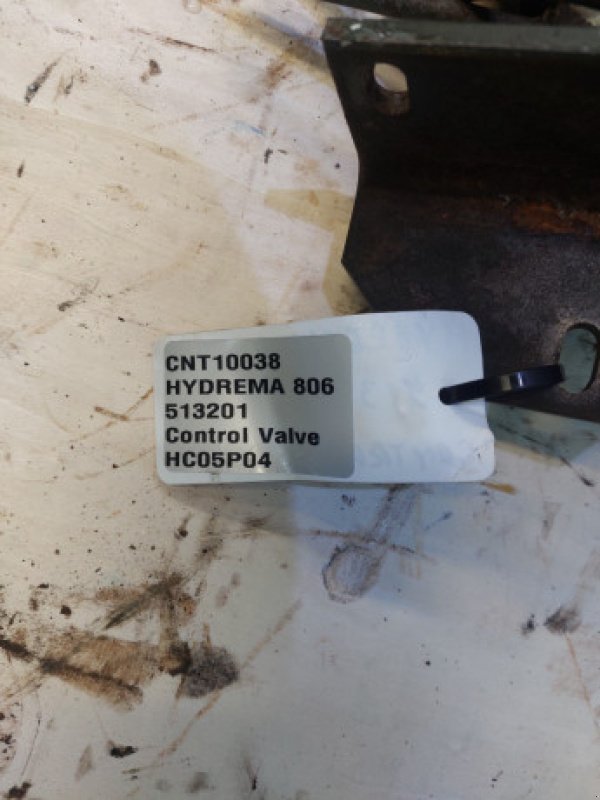 CNT10038
HYDREMA 806
513201
Control Valve
HC05P04